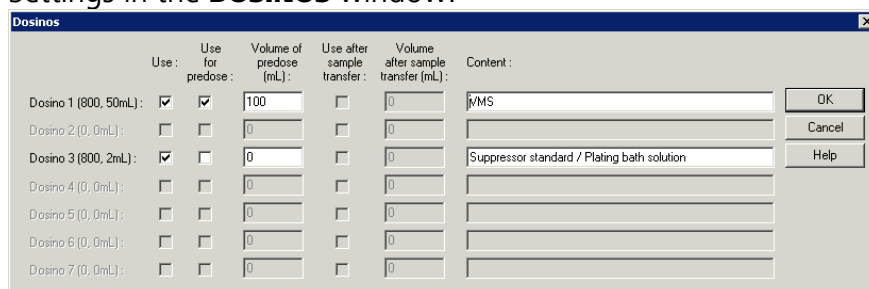 Settings in the Dosinos window:
Dosinos
Use :
Use for predose :
Volume of predose (mL) :
Use after sample transfer :
Volume after sample transfer (mL) :
Content :
Dosino 1 (800, 50mL) : 100 0 VMS
OK
Dosino 2 (0, 0mL) : 0 0
Cancel
Dosino 3 (800, 2mL) : 0 0 Suppressor standard / Plating bath solution
Help
Dosino 4 (0, 0mL) : 0 0
Dosino 5 (0, 0mL) : 0 0
Dosino 6 (0, 0mL) : 0 0
Dosino 7 (0, 0mL) : 0 0